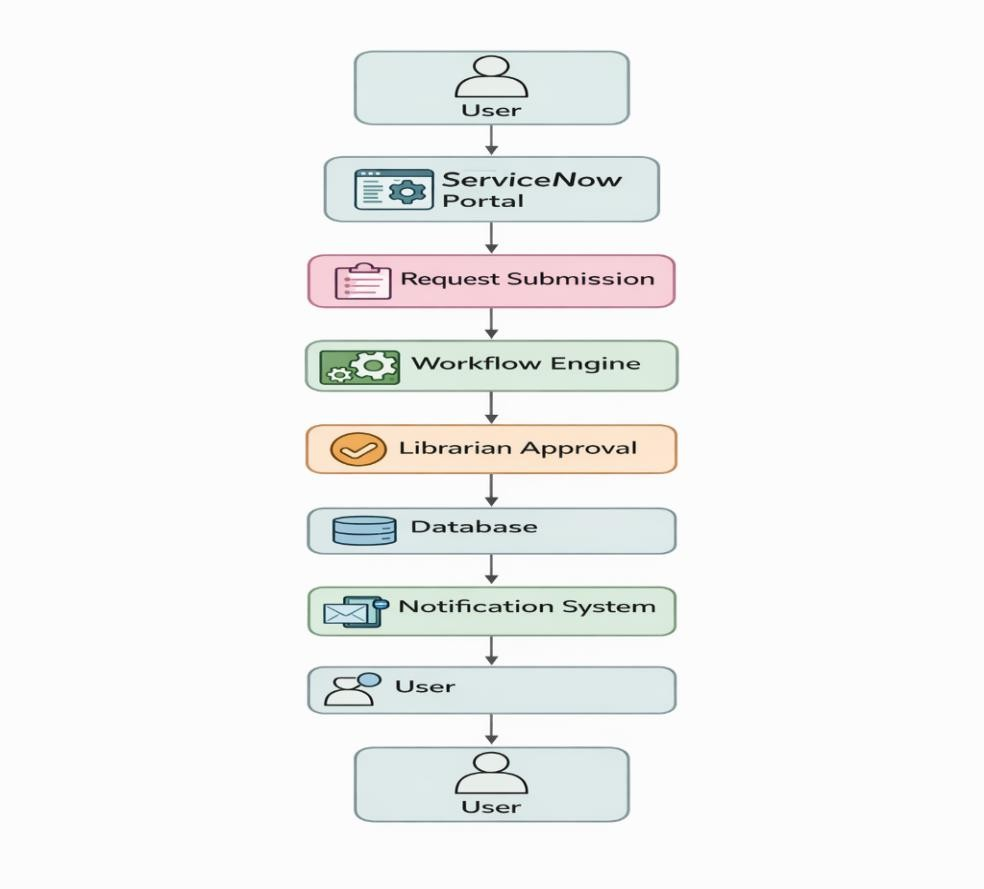 User
ServiceNow
Portal
Request Submission
Workflow Engine
Librarian Approval
Database
Notification System
User
User